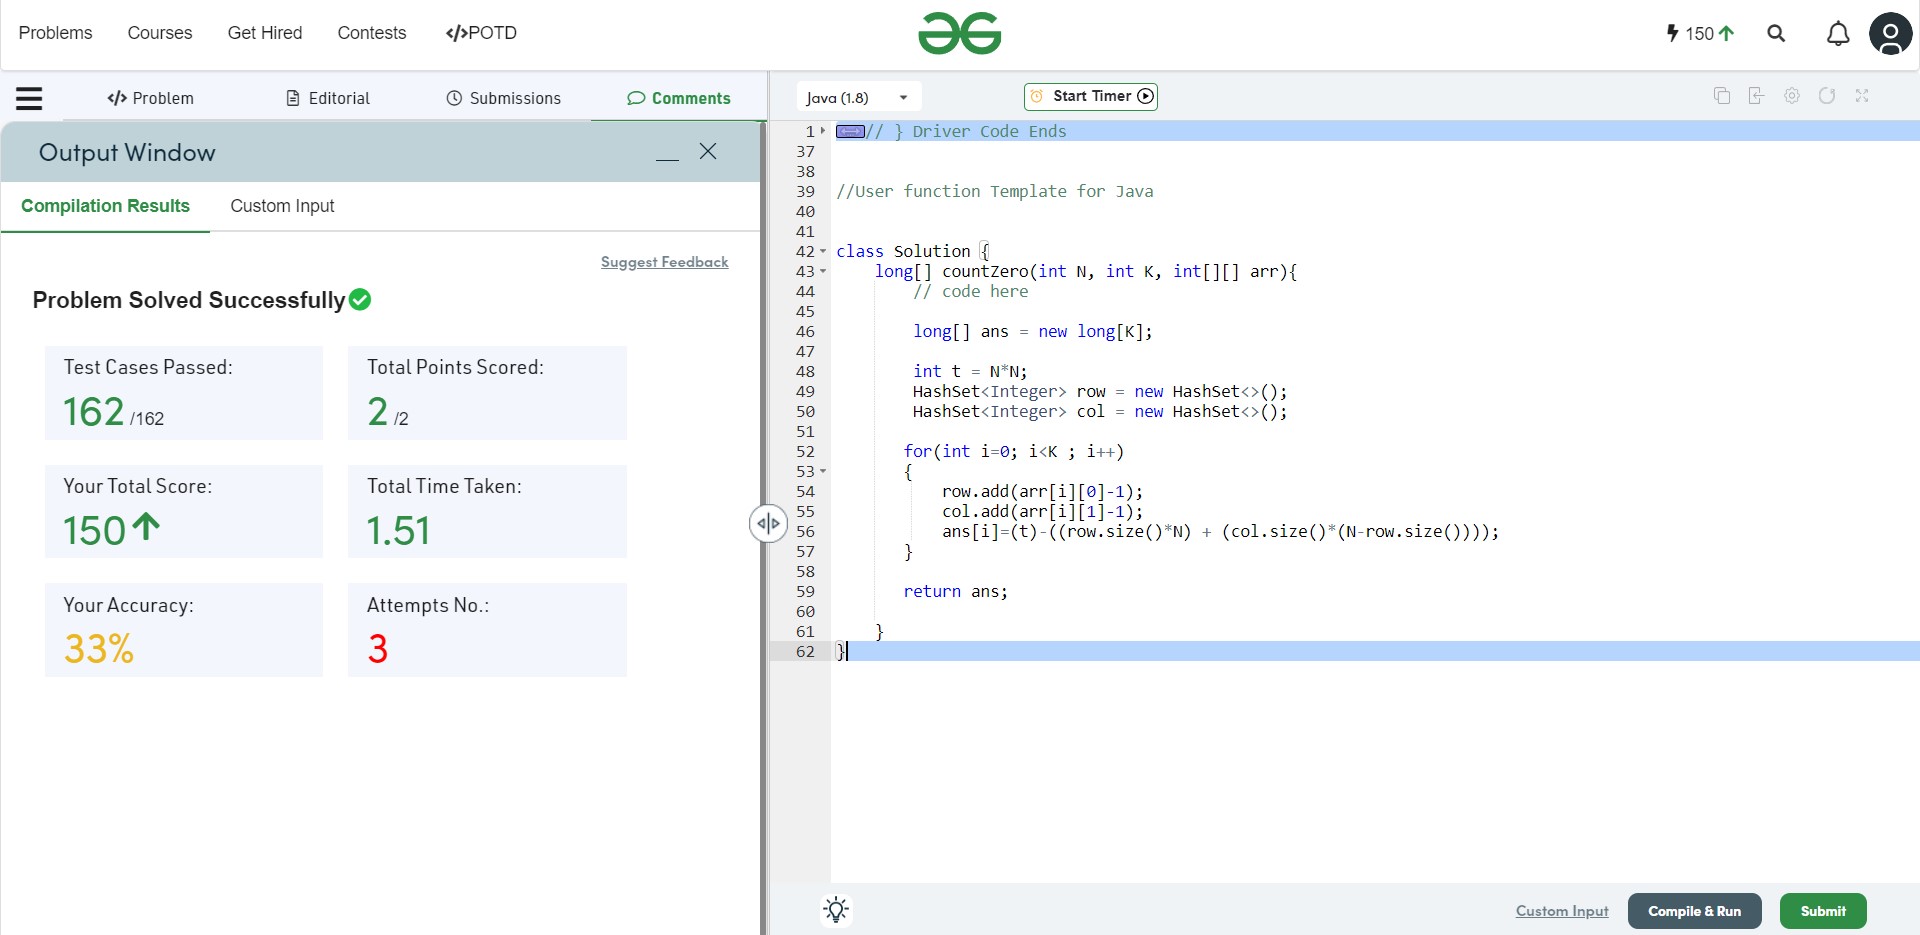 Problems Courses Get Hired Contests </>POTD
150
</> Problem Editorial Submissions Comments
Output Window
Compilation Results Custom Input
Suggest Feedback
Problem Solved Successfully
Test Cases Passed:
162 /162
Total Points Scored:
2 /2
Your Total Score:
150
Total Time Taken:
1.51
Your Accuracy:
33%
Attempts No.:
3
Java (1.8) Start Timer
1 // } Driver Code Ends
37
38
39 //User function Template for Java
40
41
42 class Solution {
43 long[] countZero(int N, int K, int[][] arr){
44 // code here
45
46 long[] ans = new long[K];
47
48 int t = N*N;
49 HashSet<Integer> row = new HashSet<>();
50 HashSet<Integer> col = new HashSet<>();
51
52 for(int i=0; i<K ; i++)
53 {
54 row.add(arr[i][0]-1);
55 col.add(arr[i][1]-1);
56 ans[i]=(t)-((row.size()*N) + (col.size()*(N-row.size())));
57 }
58
59 return ans;
60
61 }
62 }
Custom Input Compile & Run Submit